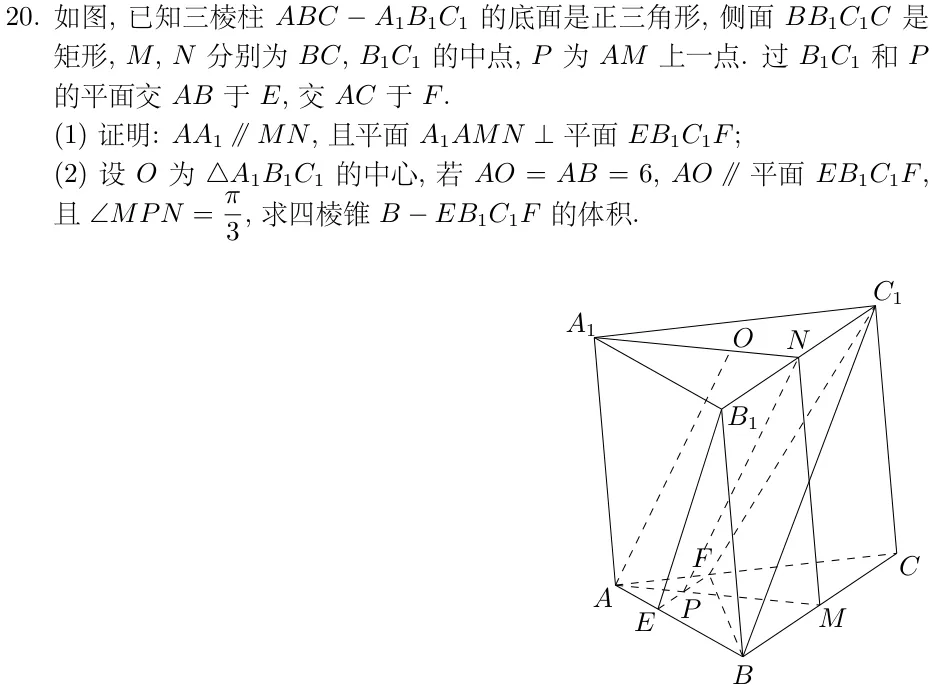 20. 如图, 已知三棱柱 ABC − A₁B₁C₁ 的底面是正三角形, 侧面 BB₁C₁C 是
矩形, M, N 分别为 BC, B₁C₁ 的中点, P 为 AM 上一点. 过 B₁C₁ 和 P
的平面交 AB 于 E, 交 AC 于 F.
(1) 证明: AA₁ ∥ MN, 且平面 A₁AMN ⊥ 平面 EB₁C₁F;
(2) 设 O 为 △A₁B₁C₁ 的中心, 若 AO = AB = 6, AO ∥ 平面 EB₁C₁F,
且 ∠MPN = π/3, 求四棱锥 B − EB₁C₁F 的体积.
C₁
A₁
O
N
B₁
F
C
A
P
E
M
B